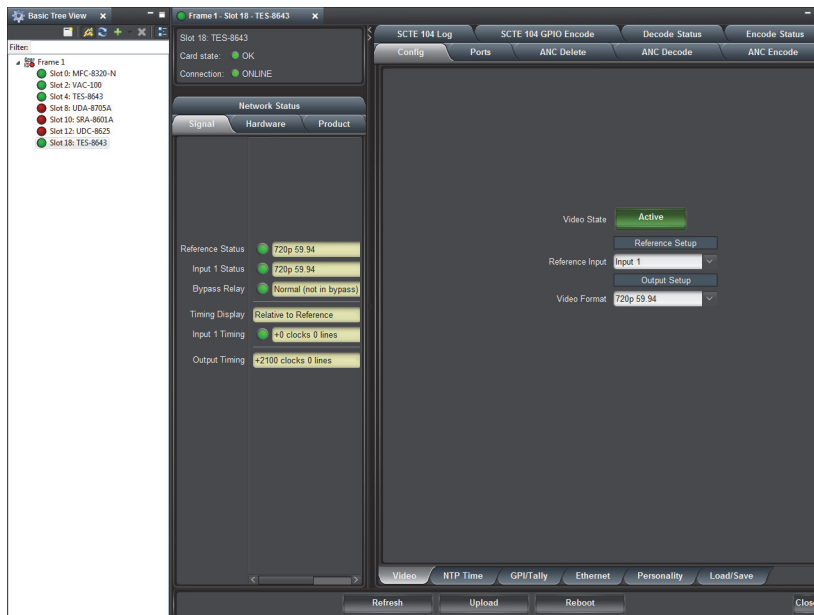 Basic Tree View
Filter:
Frame 1
Slot 0: MFC-8320-N
Slot 2: VAC-100
Slot 4: TES-8643
Slot 8: UDA-8705A
Slot 10: SRA-8601A
Slot 12: UDC-8625
Slot 18: TES-8643
Frame 1 - Slot 18 - TES-8643
Slot 18: TES-8643
Card state: OK
Connection: ONLINE
Network Status
Signal Hardware Product
Reference Status 720p 59.94
Input 1 Status 720p 59.94
Bypass Relay Normal (not in bypass)
Timing Display Relative to Reference
Input 1 Timing +0 clocks 0 lines
Output Timing +2100 clocks 0 lines
SCTE 104 Log SCTE 104 GPIO Encode Decode Status Encode Status
Config Ports ANC Delete ANC Decode ANC Encode
Video State Active
Reference Setup
Reference Input Input 1
Output Setup
Video Format 720p 59.94
Video NTP Time GPI/Tally Ethernet Personality Load/Save
Refresh Upload Reboot Close